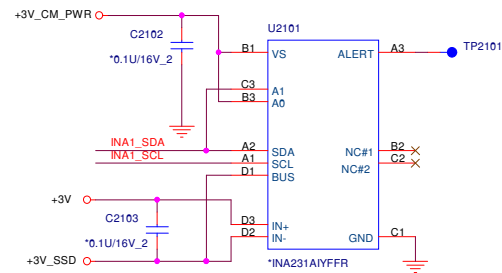 +3V_CM_PWR
C2102
*0.1U/16V_2
U2101
B1 VS ALERT A3 TP2101
C3 A1
B3 A0
INA1_SDA A2 SDA NC#1 B2
INA1_SCL A1 SCL NC#2 C2
D1 BUS
+3V
C2103
*0.1U/16V_2
+3V_SSD
D3 IN+
D2 IN- GND C1
*INA231AIYFFR